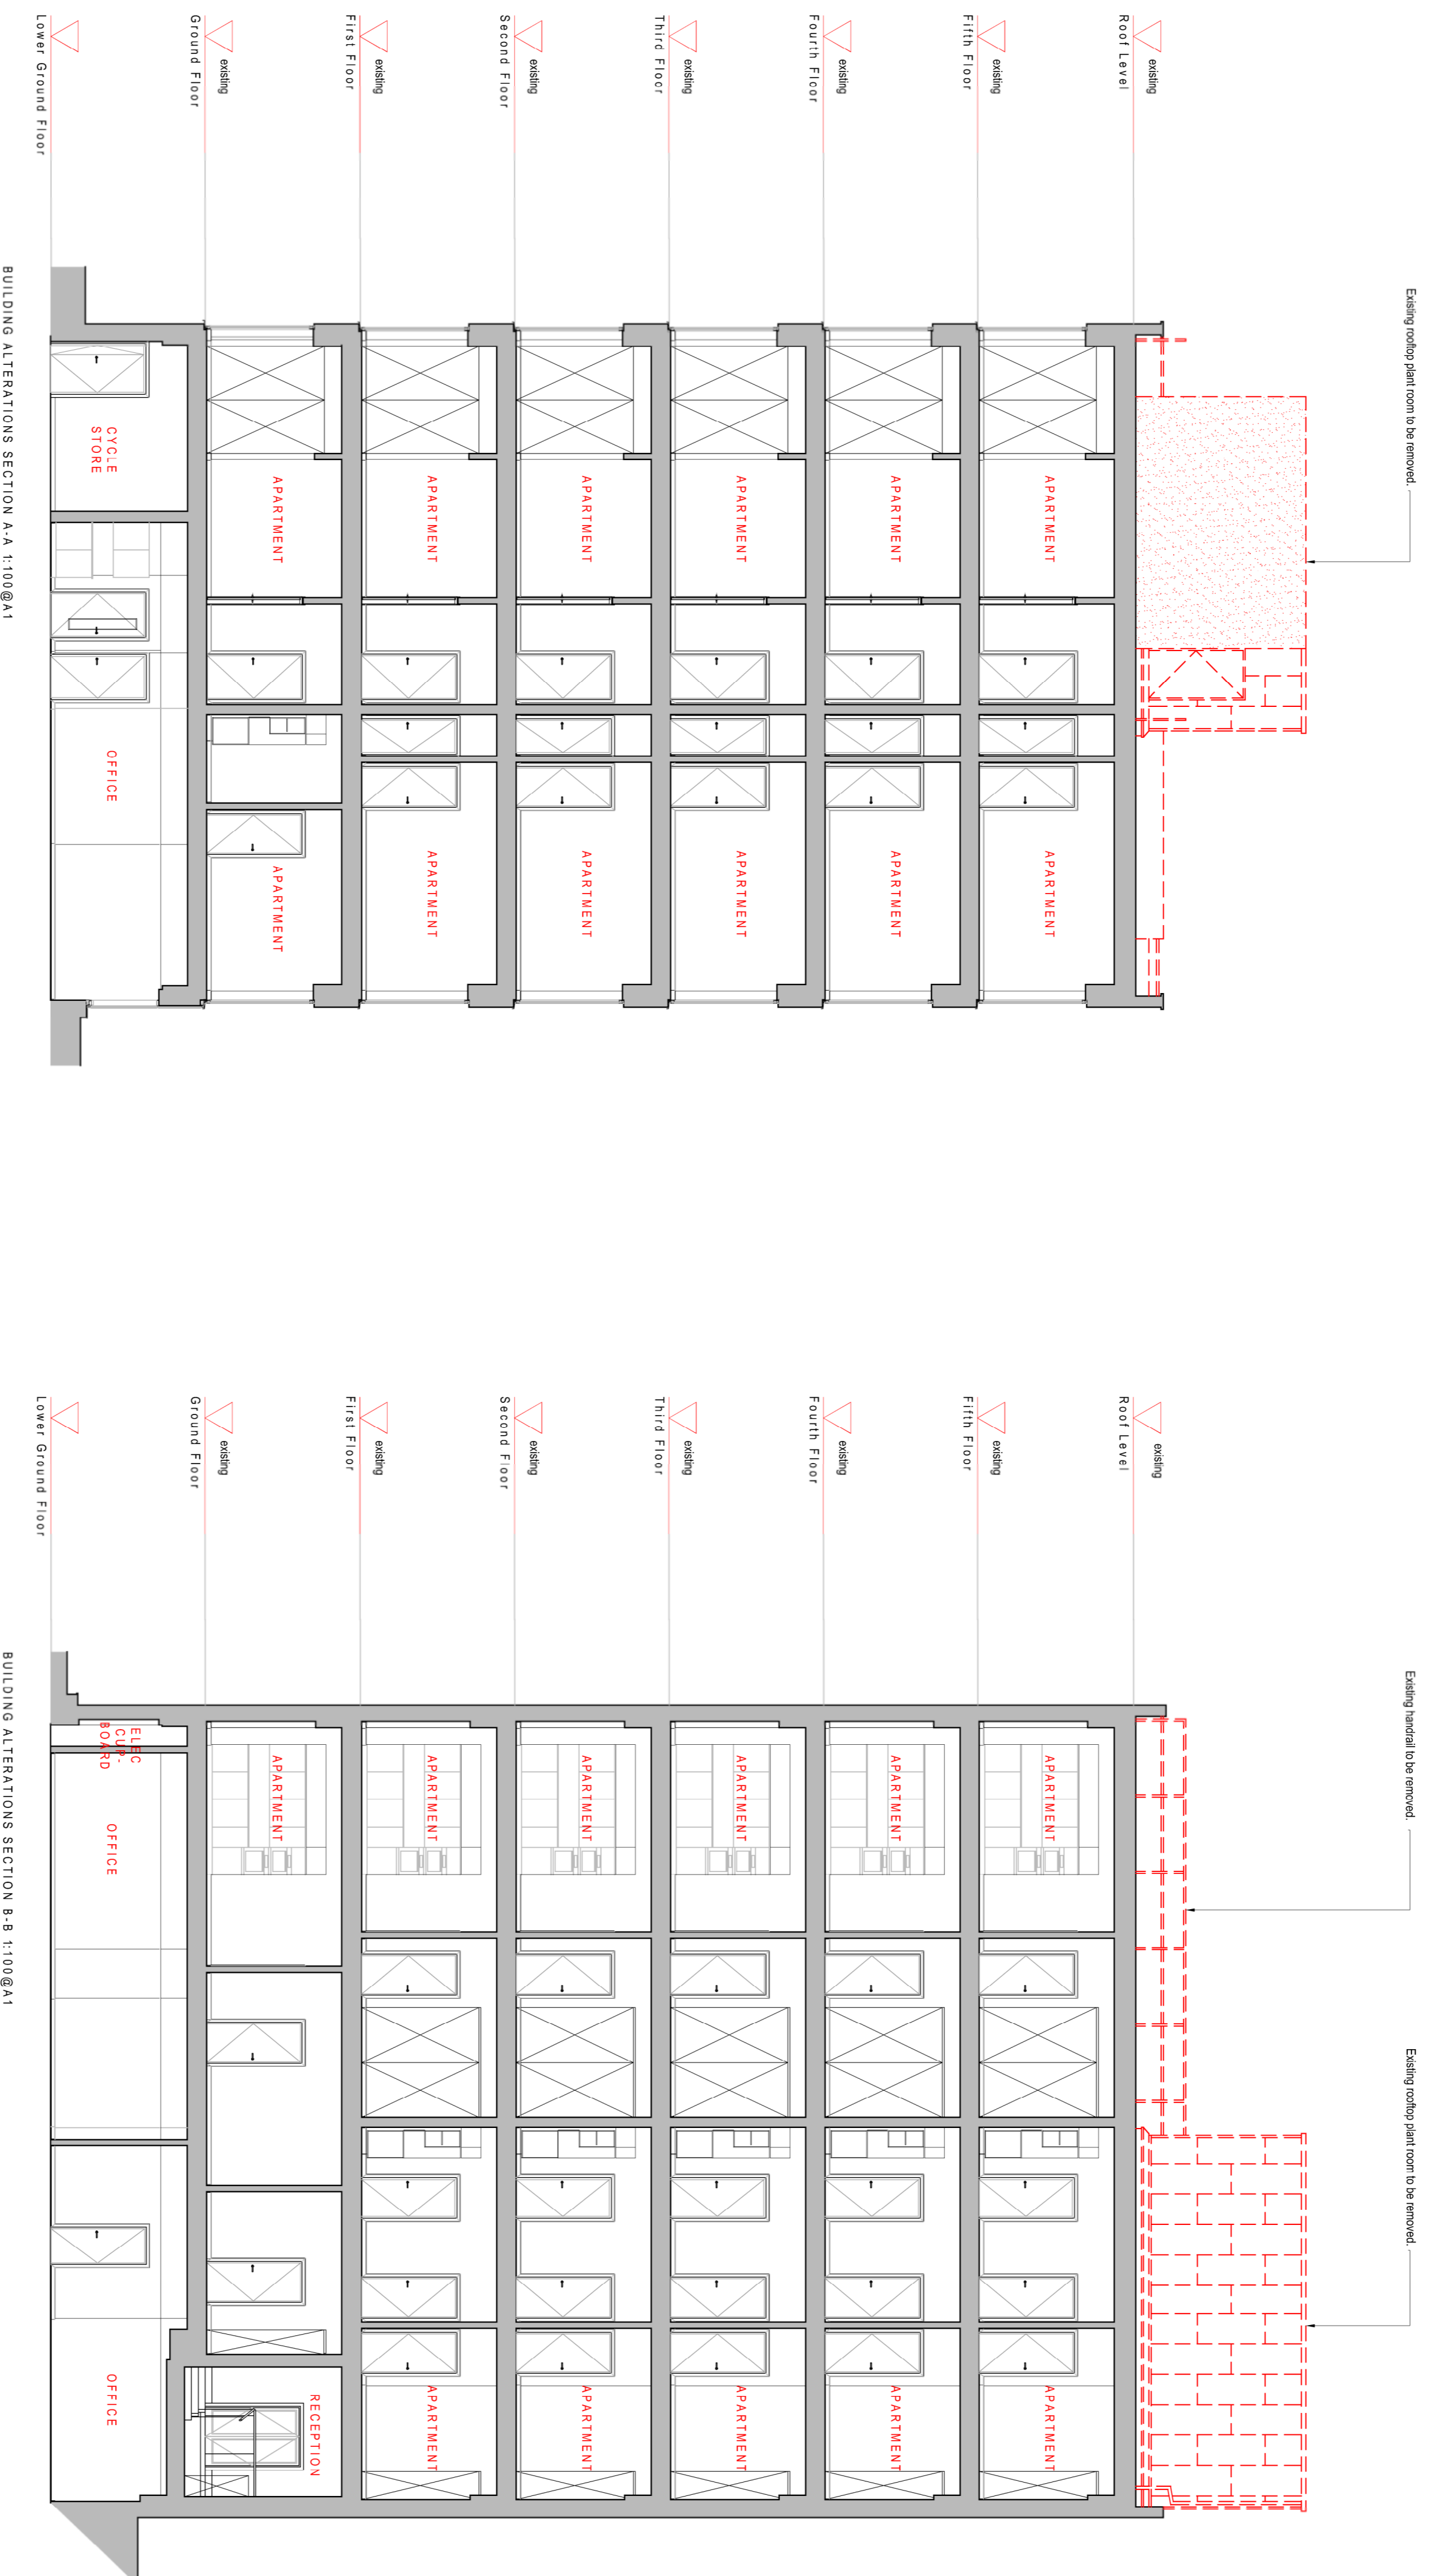 Existing rooftop plant room to be removed.
existing
Roof Level
existing
Fifth Floor
APARTMENT
APARTMENT
existing
Fourth Floor
APARTMENT
APARTMENT
existing
Third Floor
APARTMENT
APARTMENT
existing
Second Floor
APARTMENT
APARTMENT
existing
First Floor
APARTMENT
APARTMENT
existing
Ground Floor
APARTMENT
APARTMENT
CYCLE
STORE
OFFICE
Lower Ground Floor
BUILDING ALTERATIONS SECTION A-A 1:100@A1
Existing handrail to be removed.
Existing rooftop plant room to be removed.
existing
Roof Level
existing
Fifth Floor
APARTMENT
APARTMENT
existing
Fourth Floor
APARTMENT
APARTMENT
existing
Third Floor
APARTMENT
APARTMENT
existing
Second Floor
APARTMENT
APARTMENT
existing
First Floor
APARTMENT
APARTMENT
existing
Ground Floor
APARTMENT
RECEPTION
ELEC
CUP-
BOARD
OFFICE
OFFICE
Lower Ground Floor
BUILDING ALTERATIONS SECTION B-B 1:100@A1